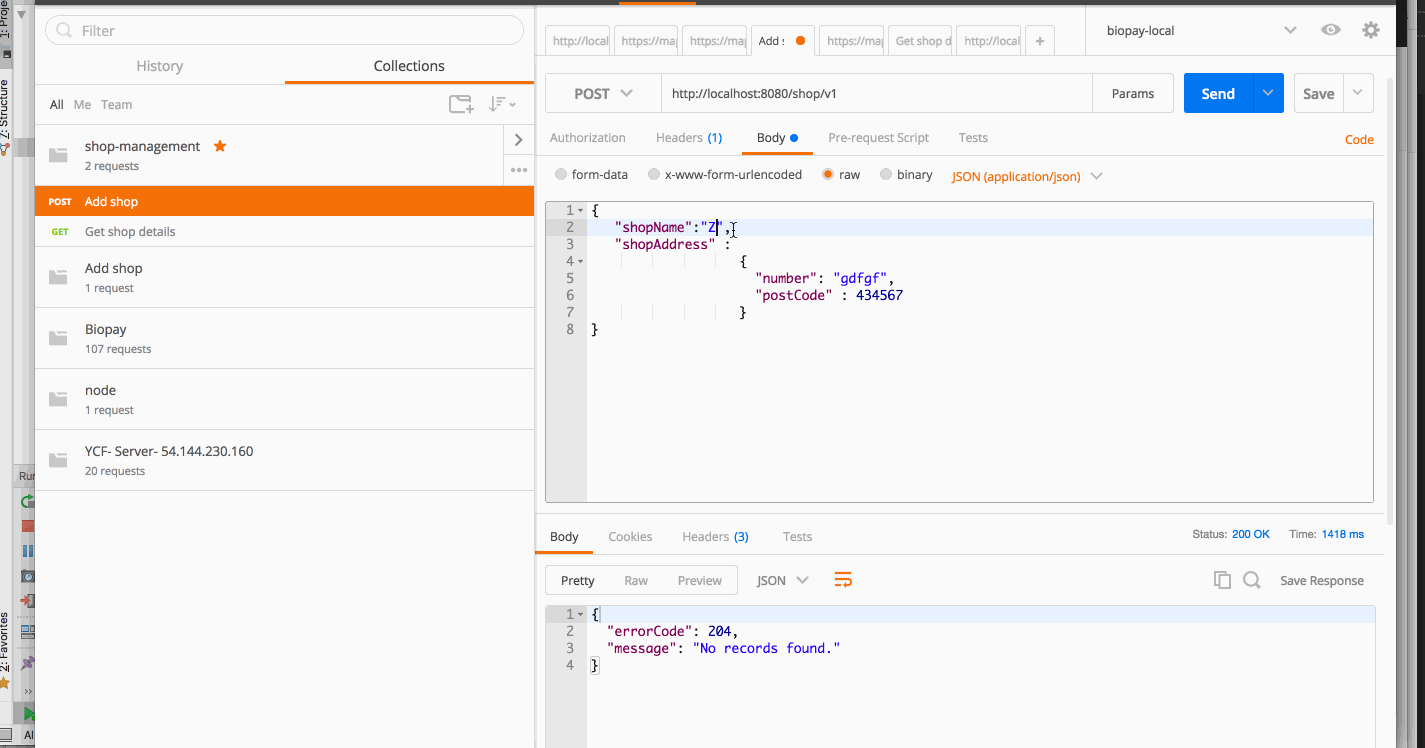 1: Proje
7: Structure
Run
2: Favorites
All
Filter
History
Collections
All Me Team
shop-management
2 requests
POST Add shop
GET Get shop details
Add shop
1 request
Biopay
107 requests
node
1 request
YCF- Server- 54.144.230.160
20 requests
http://local
https://map
https://map
Add s
https://map
Get shop d
http://local
+
biopay-local
POST
http://localhost:8080/shop/v1
Params
Send
Save
Authorization
Headers (1)
Body
Pre-request Script
Tests
Code
form-data
x-www-form-urlencoded
raw
binary
JSON (application/json)
1 {
2 "shopName":"Z",
3 "shopAddress" :
4 {
5 "number": "gdfgf",
6 "postCode" : 434567
7 }
8 }
Body
Cookies
Headers (3)
Tests
Status: 200 OK
Time: 1418 ms
Pretty
Raw
Preview
JSON
Save Response
1 {
2 "errorCode": 204,
3 "message": "No records found."
4 }